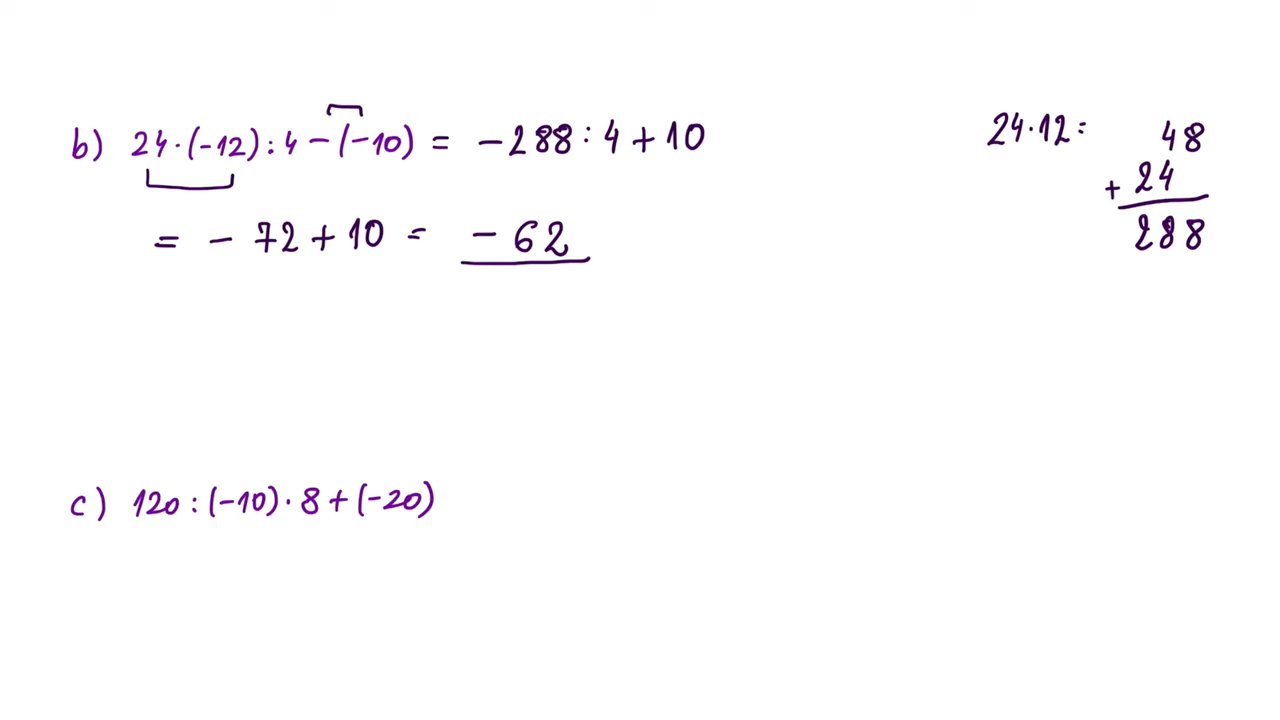 b) 24·(-12):4-(-10) = -288:4+10
= -72+10 = -62
24·12= 48
+ 24
288
c) 120:(-10)·8+(-20)